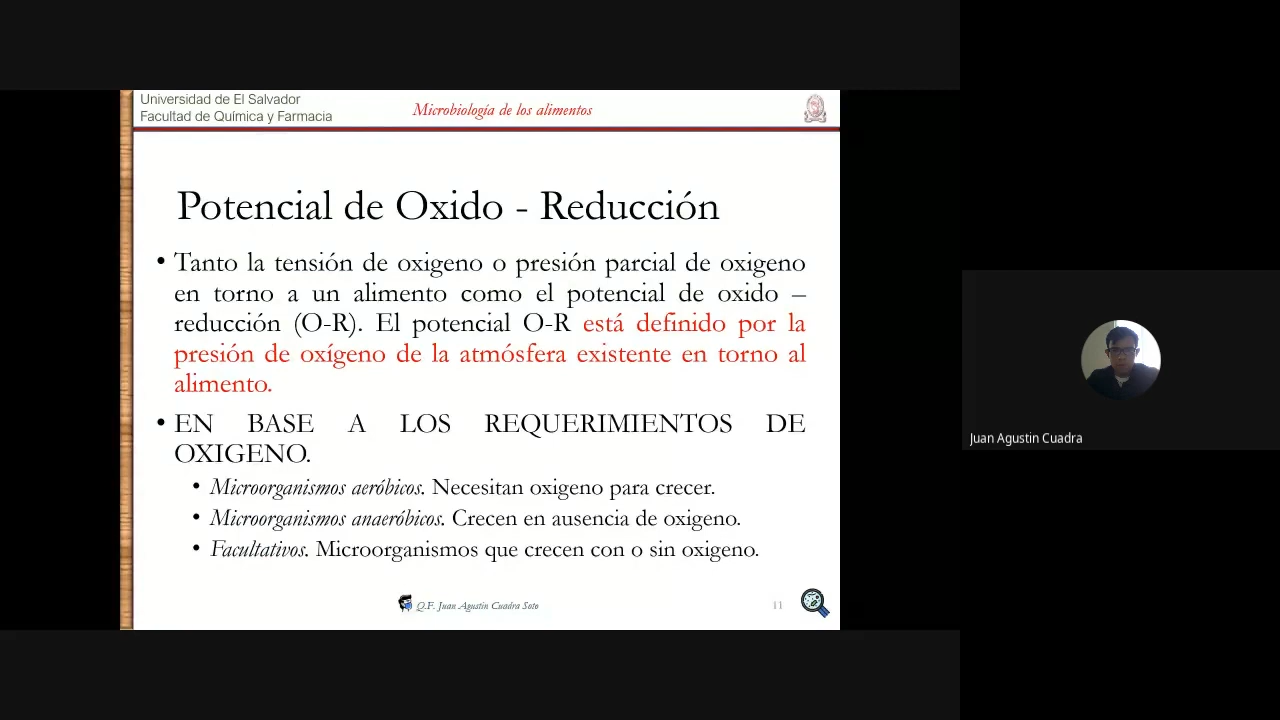 Universidad de El Salvador
Facultad de Química y Farmacia
Microbiología de los alimentos
Potencial de Oxido - Reducción
• Tanto la tensión de oxigeno o presión parcial de oxigeno
en torno a un alimento como el potencial de oxido –
reducción (O-R). El potencial O-R está definido por la
presión de oxígeno de la atmósfera existente en torno al
alimento.
• EN BASE A LOS REQUERIMIENTOS DE
OXIGENO.
• Microorganismos aeróbicos. Necesitan oxigeno para crecer.
• Microorganismos anaeróbicos. Crecen en ausencia de oxigeno.
• Facultativos. Microorganismos que crecen con o sin oxigeno.
Q.F. Juan Agustín Cuadra Soto
11
Juan Agustin Cuadra